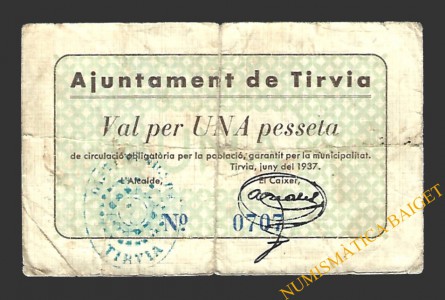 Ajuntament de Tirvia
Val per UNA pesseta
de circulació obligatòria per la població, garantit per la municipalitat.
Tirvia, juny del 1937.
L'Alcalde, El Caixer,
Nº 0707
TIRVIA
NUMISMÀTICA BAIGET